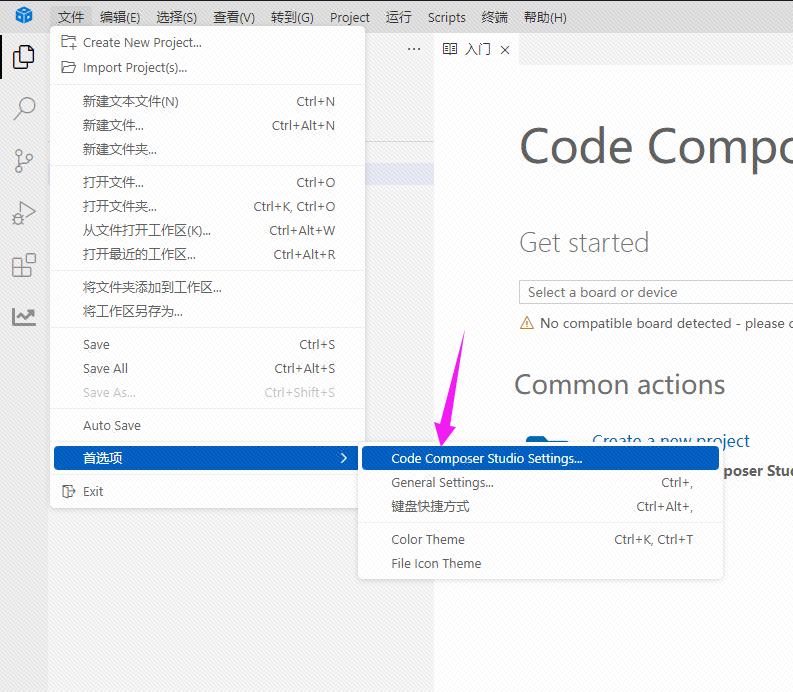 文件 编辑(E) 选择(S) 查看(V) 转到(G) Project 运行 Scripts 终端 帮助(H)
Create New Project...
Import Project(s)...
新建文本文件(N) Ctrl+N
新建文件... Ctrl+Alt+N
新建文件夹...
打开文件... Ctrl+O
打开文件夹... Ctrl+K, Ctrl+O
从文件打开工作区(K)... Ctrl+Alt+W
打开最近的工作区... Ctrl+Alt+R
将文件夹添加到工作区...
将工作区另存为...
Save Ctrl+S
Save All Ctrl+Alt+S
Save As... Ctrl+Shift+S
Auto Save
首选项
Exit
Code Composer Studio Settings...
General Settings... Ctrl+,
键盘快捷方式 Ctrl+Alt+,
Color Theme Ctrl+K, Ctrl+T
File Icon Theme
入门
Code Compo
Get started
Select a board or device
No compatible board detected - please c
Common actions
Create a new project
poser Stud